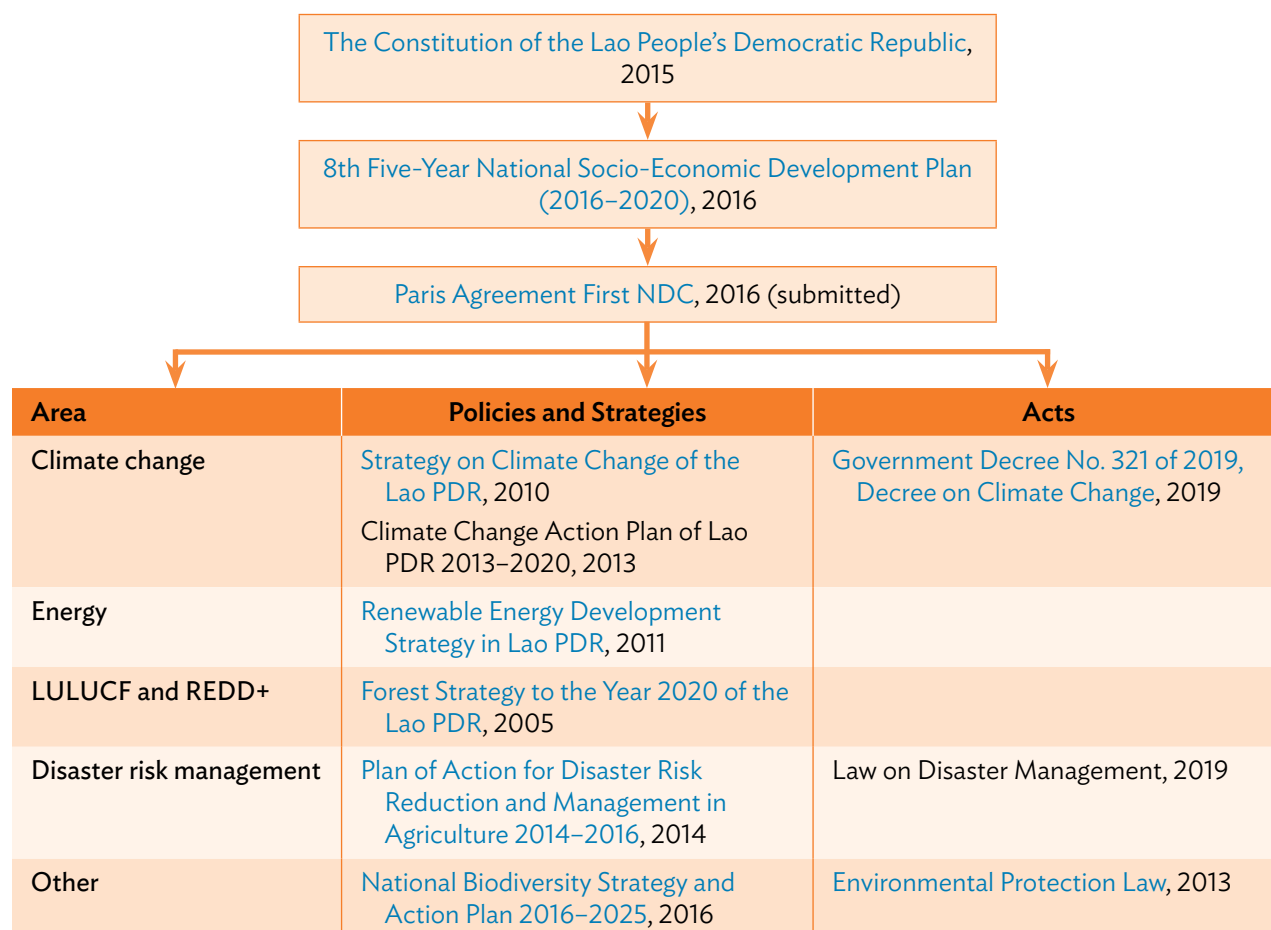 The Constitution of the Lao People’s Democratic Republic,
2015
8th Five-Year National Socio-Economic Development Plan
(2016–2020), 2016
Paris Agreement First NDC, 2016 (submitted)
Area
Policies and Strategies
Acts
Climate change
Strategy on Climate Change of the
Lao PDR, 2010
Climate Change Action Plan of Lao
PDR 2013–2020, 2013
Government Decree No. 321 of 2019,
Decree on Climate Change, 2019
Energy
Renewable Energy Development
Strategy in Lao PDR, 2011
LULUCF and REDD+
Forest Strategy to the Year 2020 of the
Lao PDR, 2005
Disaster risk management
Plan of Action for Disaster Risk
Reduction and Management in
Agriculture 2014–2016, 2014
Law on Disaster Management, 2019
Other
National Biodiversity Strategy and
Action Plan 2016–2025, 2016
Environmental Protection Law, 2013